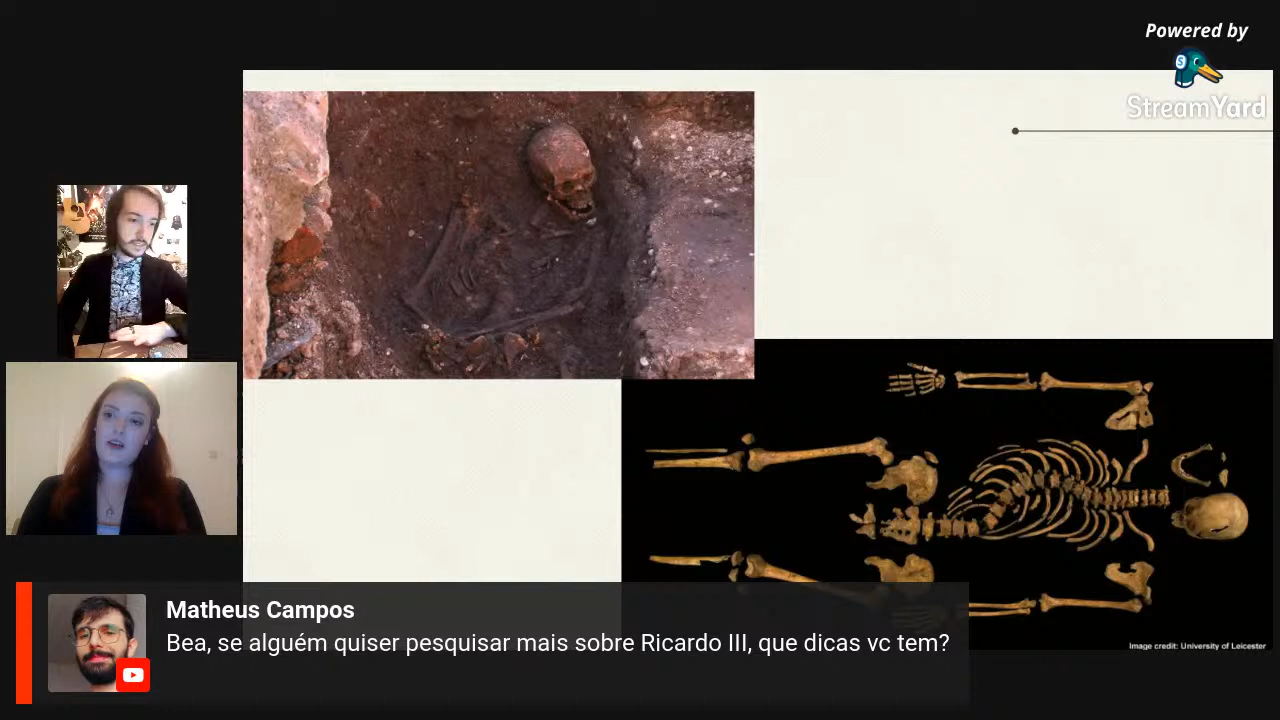 Powered by
StreamYard
Image credit: University of Leicester
Matheus Campos
Bea, se alguém quiser pesquisar mais sobre Ricardo III, que dicas vc tem?